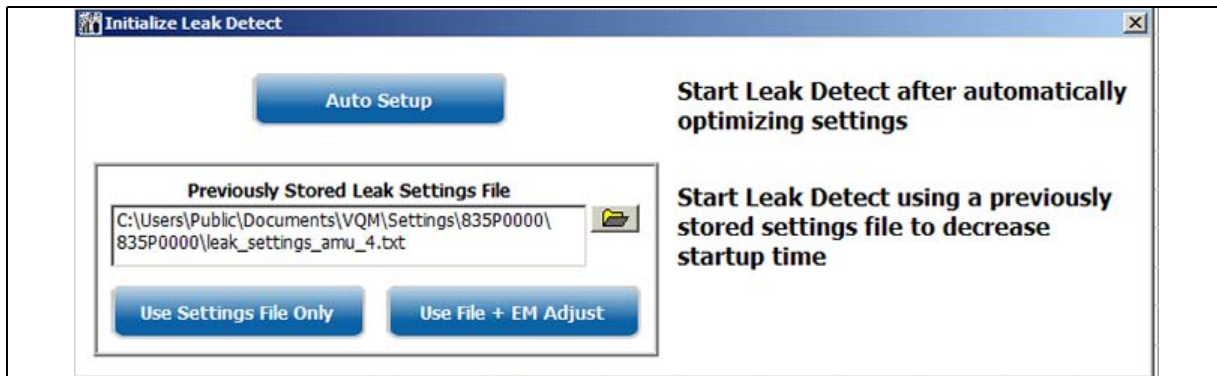 Initialize Leak Detect
Auto Setup
Start Leak Detect after automatically
optimizing settings
Previously Stored Leak Settings File
C:\Users\Public\Documents\VQM\Settings\835P0000\
835P0000\leak_settings_amu_4.txt
Start Leak Detect using a previously
stored settings file to decrease
startup time
Use Settings File Only
Use File + EM Adjust